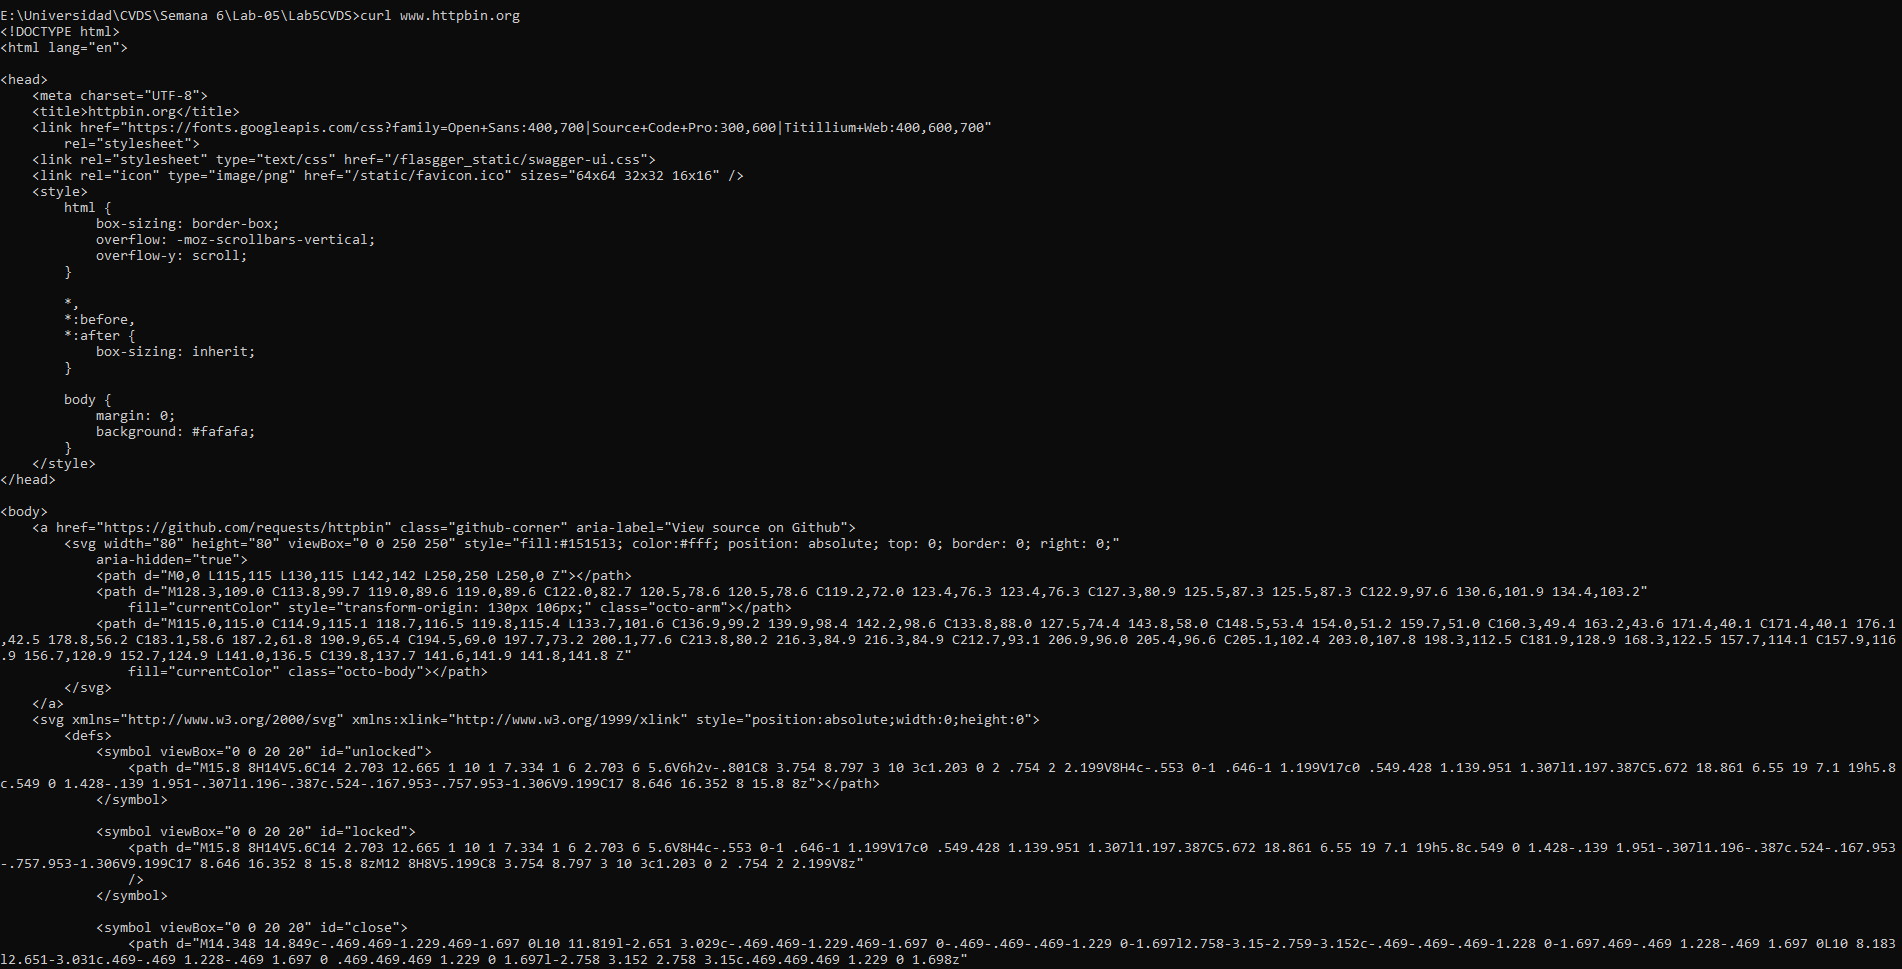 E:\Universidad\CVDS\Semana 6\Lab-05\Lab5CVDS>curl www.httpbin.org
<!DOCTYPE html>
<html lang="en">

<head>
    <meta charset="UTF-8">
    <title>httpbin.org</title>
    <link href="https://fonts.googleapis.com/css?family=Open+Sans:400,700|Source+Code+Pro:300,600|Titillium+Web:400,600,700"
        rel="stylesheet">
    <link rel="stylesheet" type="text/css" href="/flasgger_static/swagger-ui.css">
    <link rel="icon" type="image/png" href="/static/favicon.ico" sizes="64x64 32x32 16x16" />
    <style>
        html {
            box-sizing: border-box;
            overflow: -moz-scrollbars-vertical;
            overflow-y: scroll;
        }

        *,
        *:before,
        *:after {
            box-sizing: inherit;
        }

        body {
            margin: 0;
            background: #fafafa;
        }
    </style>
</head>

<body>
    <a href="https://github.com/requests/httpbin" class="github-corner" aria-label="View source on Github">
        <svg width="80" height="80" viewBox="0 0 250 250" style="fill:#151513; color:#fff; position: absolute; top: 0; border: 0; right: 0;"
            aria-hidden="true">
            <path d="M0,0 L115,115 L130,115 L142,142 L250,250 L250,0 Z"></path>
            <path d="M128.3,109.0 C113.8,99.7 119.0,89.6 119.0,89.6 C122.0,82.7 120.5,78.6 120.5,78.6 C119.2,72.0 123.4,76.3 123.4,76.3 C127.3,80.9 125.5,87.3 125.5,87.3 C122.9,97.6 130.6,101.9 134.4,103.2"
                fill="currentColor" style="transform-origin: 130px 106px;" class="octo-arm"></path>
            <path d="M115.0,115.0 C114.9,115.1 118.7,116.5 119.8,115.4 L133.7,101.6 C136.9,99.2 139.9,98.4 142.2,98.6 C133.8,88.0 127.5,74.4 143.8,58.0 C148.5,53.4 154.0,51.2 159.7,51.0 C160.3,49.4 163.2,43.6 171.4,40.1 C171.4,40.1 176.1
,42.5 178.8,56.2 C183.1,58.6 187.2,61.8 190.9,65.4 C194.5,69.0 197.7,73.2 200.1,77.6 C213.8,80.2 216.3,84.9 216.3,84.9 C212.7,93.1 206.9,96.0 205.4,96.6 C205.1,102.4 203.0,107.8 198.3,112.5 C181.9,128.9 168.3,122.5 157.7,114.1 C157.9,116
.9 156.7,120.9 152.7,124.9 L141.0,136.5 C139.8,137.7 141.6,141.9 141.8,141.8 Z"
                fill="currentColor" class="octo-body"></path>
        </svg>
    </a>
    <svg xmlns="http://www.w3.org/2000/svg" xmlns:xlink="http://www.w3.org/1999/xlink" style="position:absolute;width:0;height:0">
        <defs>
            <symbol viewBox="0 0 20 20" id="unlocked">
                <path d="M15.8 8H14V5.6C14 2.703 12.665 1 10 1 7.334 1 6 2.703 6 5.6V6h2v-.801C8 3.754 8.797 3 10 3c1.203 0 2 .754 2 2.199V8H4c-.553 0-1 .646-1 1.199V17c0 .549.428 1.139.951 1.307l1.197.387C5.672 18.861 6.55 19 7.1 19h5.8
c.549 0 1.428-.139 1.951-.307l1.196-.387c.524-.167.953-.757.953-1.306V9.199C17 8.646 16.352 8 15.8 8z"></path>
            </symbol>

            <symbol viewBox="0 0 20 20" id="locked">
                <path d="M15.8 8H14V5.6C14 2.703 12.665 1 10 1 7.334 1 6 2.703 6 5.6V8H4c-.553 0-1 .646-1 1.199V17c0 .549.428 1.139.951 1.307l1.197.387C5.672 18.861 6.55 19 7.1 19h5.8c.549 0 1.428-.139 1.951-.307l1.196-.387c.524-.167.953
-.757.953-1.306V9.199C17 8.646 16.352 8 15.8 8zM12 8H8V5.199C8 3.754 8.797 3 10 3c1.203 0 2 .754 2 2.199V8z"
                />
            </symbol>

            <symbol viewBox="0 0 20 20" id="close">
                <path d="M14.348 14.849c-.469.469-1.229.469-1.697 0L10 11.819l-2.651 3.029c-.469.469-1.229.469-1.697 0-.469-.469-.469-1.229 0-1.697l2.758-3.15-2.759-3.152c-.469-.469-.469-1.228 0-1.697.469-.469 1.228-.469 1.697 0L10 8.183
l2.651-3.031c.469-.469 1.228-.469 1.697 0 .469.469.469 1.229 0 1.697l-2.758 3.152 2.758 3.15c.469.469.469 1.229 0 1.698z"